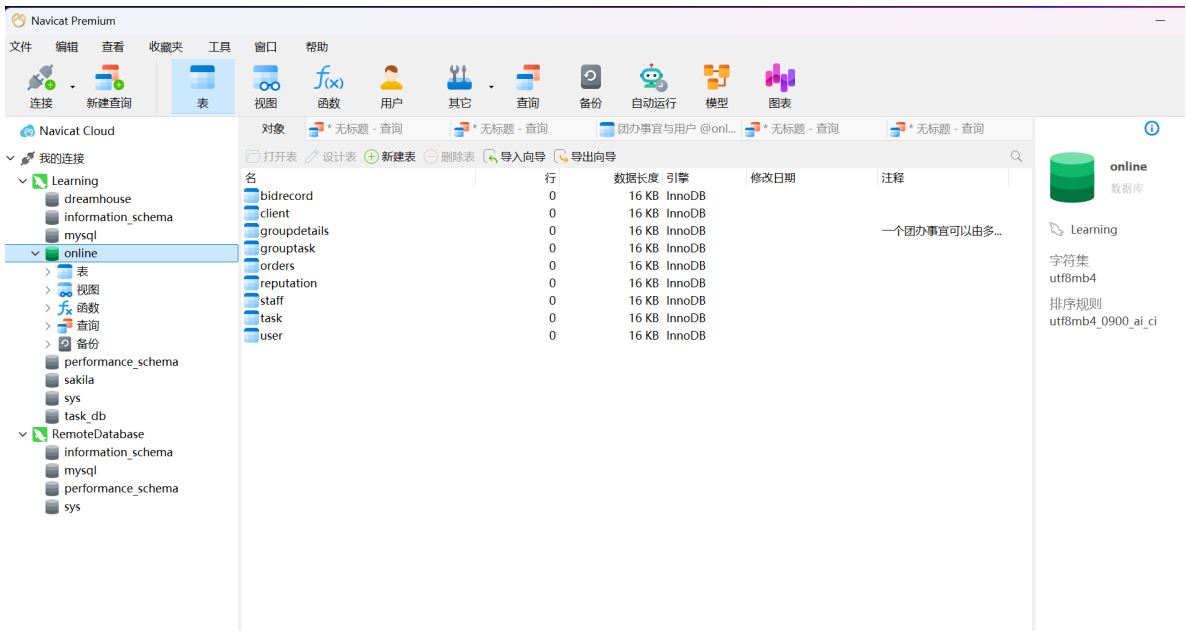 Navicat Premium
文件 编辑 查看 收藏夹 工具 窗口 帮助
连接 新建查询 表 视图 函数 用户 其它 查询 备份 自动运行 模型 图表
Navicat Cloud
我的连接
Learning
dreamhouse
information_schema
mysql
online
表
视图
函数
查询
备份
performance_schema
sakila
sys
task_db
RemoteDatabase
information_schema
mysql
performance_schema
sys
对象 * 无标题 - 查询 * 无标题 - 查询 团办事宜与用户 @onl... * 无标题 - 查询 * 无标题 - 查询
打开表 设计表 新建表 删除表 导入向导 导出向导
名 行 数据长度 引擎 修改日期 注释
bidrecord 0 16 KB InnoDB
client 0 16 KB InnoDB
groupdetails 0 16 KB InnoDB 一个团办事宜可以由多...
grouptask 0 16 KB InnoDB
orders 0 16 KB InnoDB
reputation 0 16 KB InnoDB
staff 0 16 KB InnoDB
task 0 16 KB InnoDB
user 0 16 KB InnoDB
online
数据库
Learning
字符集
utf8mb4
排序规则
utf8mb4_0900_ai_ci